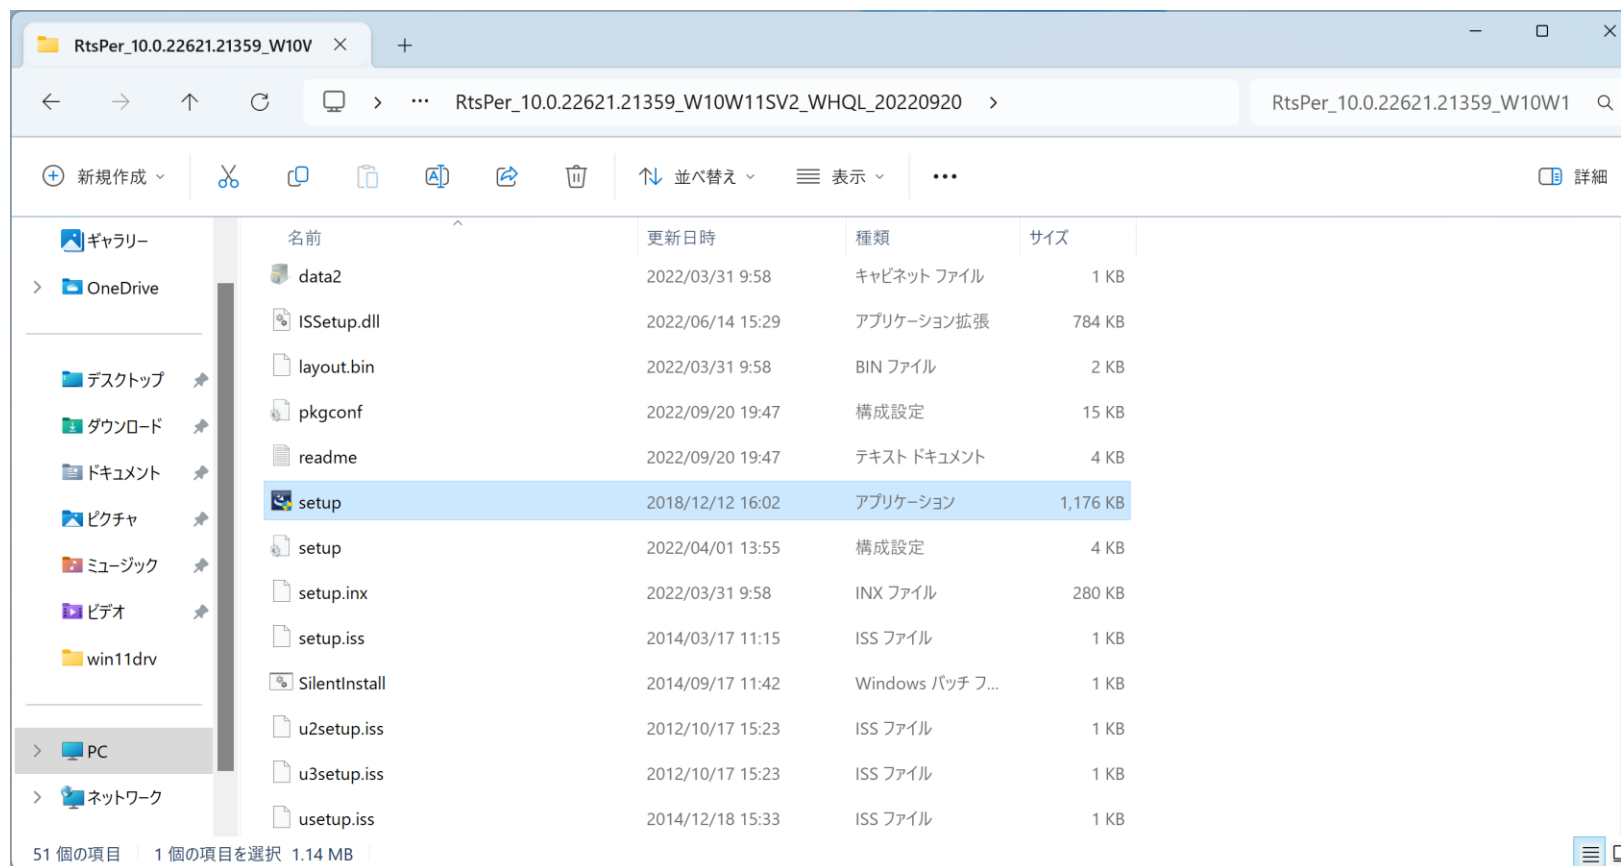 RtsPer_10.0.22621.21359_W10V
RtsPer_10.0.22621.21359_W10W11SV2_WHQL_20220920
RtsPer_10.0.22621.21359_W10W1
新規作成 並べ替え 表示 ••• 詳細
ギャラリー
OneDrive
デスクトップ
ダウンロード
ドキュメント
ピクチャ
ミュージック
ビデオ
win11drv
PC
ネットワーク
名前 更新日時 種類 サイズ
data2 2022/03/31 9:58 キャビネット ファイル 1 KB
ISSetup.dll 2022/06/14 15:29 アプリケーション拡張 784 KB
layout.bin 2022/03/31 9:58 BIN ファイル 2 KB
pkgconf 2022/09/20 19:47 構成設定 15 KB
readme 2022/09/20 19:47 テキスト ドキュメント 4 KB
setup 2018/12/12 16:02 アプリケーション 1,176 KB
setup 2022/04/01 13:55 構成設定 4 KB
setup.inx 2022/03/31 9:58 INX ファイル 280 KB
setup.iss 2014/03/17 11:15 ISS ファイル 1 KB
SilentInstall 2014/09/17 11:42 Windows バッチ フ... 1 KB
u2setup.iss 2012/10/17 15:23 ISS ファイル 1 KB
u3setup.iss 2012/10/17 15:23 ISS ファイル 1 KB
usetup.iss 2014/12/18 15:33 ISS ファイル 1 KB
51 個の項目 1 個の項目を選択 1.14 MB